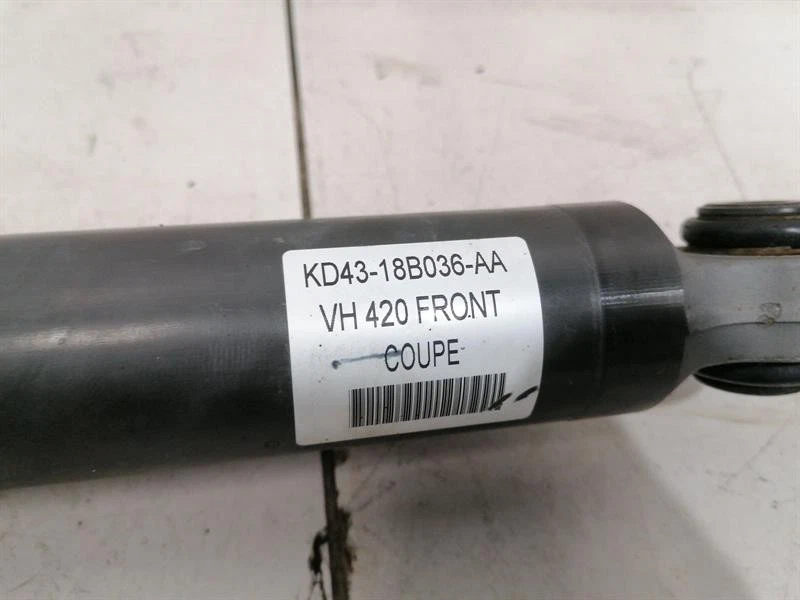 KD43-18B036-AA
VH 420 FRONT
COUPE